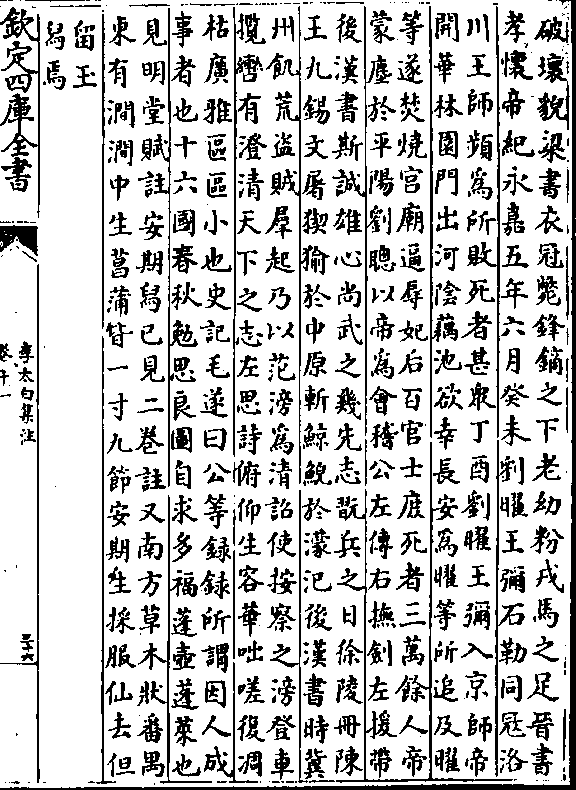 破壞貌梁書衣冠斃鋒鏑之下老幼粉戎馬之足晉書
孝懷帝紀永嘉五年六月癸未劉曜王彌石勒同冦洛
川王師頻為所敗死者甚衆丁酉劉曜王彌入京師帝
開華林園門出河陰藕池欲幸長安為曜等所追及曜
等遂焚燒宮廟逼辱妃后百官士庶死者三萬餘人帝
蒙塵於平陽劉聰以帝為會稽公左傳右撫劍左援帶
後漢書斯誠雄心尚武之幾先志翫兵之日徐陵冊陳
王九錫文屠猰㺄於中原斬鯨鯢於濛汜後漢書時冀
州飢荒盗賊羣起乃以范滂為清詔使按察之滂登車
攬轡有澄清天下之志左思詩俯仰生容華咄嗟復凋
枯廣雅區區小也史記毛遂曰公等録録所謂因人成
事者也十六國春秋勉思良圖自求多福蓬壺蓬萊也
見明堂賦註安期舃已見二巻註又南方草木狀番禺
東有澗澗中生菖蒲皆一寸九節安期生採服仙去但
留玉
舃焉
欽定四庫全書
李太白集注
卷十一
三十六